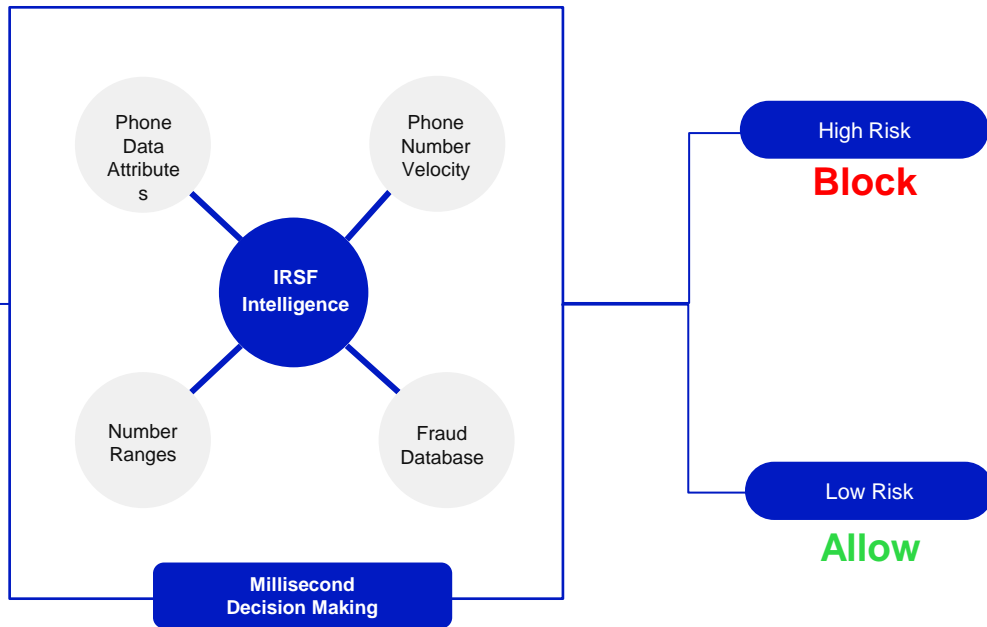 Phone
Data
Attribute
s
Phone
Number
Velocity
IRSF
Intelligence
Number
Ranges
Fraud
Database
Millisecond
Decision Making
High Risk
Block
Low Risk
Allow